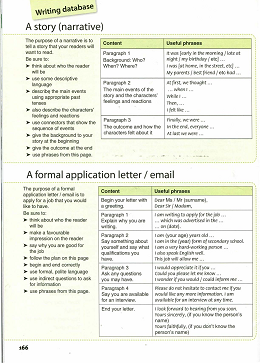 Writing database
A story (narrative)
The purpose of a narrative is to
tell a story that your readers will
want to read.
Be sure to:
► think about who the reader
will be
► use some descriptive
language
► describe the main events
using appropriate past
tenses
► also describe the characters'
feelings and reactions
► use connectors that show the
sequence of events
► give the background to your
story at the beginning
► give the outcome at the end
► use phrases from this page.
Content
Useful phrases
Paragraph 1
Background: Who?
When? Where?
It was [early in the morning / late at
night / my birthday / etc] ...
I was [at home, in the street, etc] ...
My parents / best friend / etc had ...
Paragraph 2
The main events of the
story and the characters'
feelings and reactions
At first, we thought ...
... when ...
While ...
Then, ...
I felt like ...
Paragraph 3
The outcome and how the
characters felt about it
Finally, we were ...
In the end, everyone ...
At last we were ...
A formal application letter / email
The purpose of a formal
application letter / email is to
apply for a job that you would
like to have.
Be sure to:
► think about who the reader
will be
► make a favourable
impression on the reader
► say why you are good for
the job
► follow the plan on this page
► begin and end correctly
► use formal, polite language
► use indirect questions to ask
for information
► use phrases from this page.
Content
Useful phrases
Begin your letter with
a greeting.
Dear Ms / Mr (surname),
Dear Sir / Madam,
Paragraph 1
Explain why you are
writing.
I am writing to apply for the job ...
... which was advertised in the ...
... on (date).
Paragraph 2
Say something about
yourself and say what
qualifications you
have.
I am (your age) years old ...
I am in the (year) form of secondary school.
I am a very hard-working person ...
I also speak English well.
This job will allow me ...
Paragraph 3
Ask any questions
you may have.
I would appreciate it if you ...
Could you please let me know ...
I wonder if you would / could inform me ...
Paragraph 4
Say you are available
for an interview.
Please do not hesitate to contact me if you
would like any more information. I am
available for an interview at any time.
End your letter.
I look forward to hearing from you soon.
Yours sincerely, (if you know the person's
name)
Yours faithfully, (if you don't know the
person's name)
166